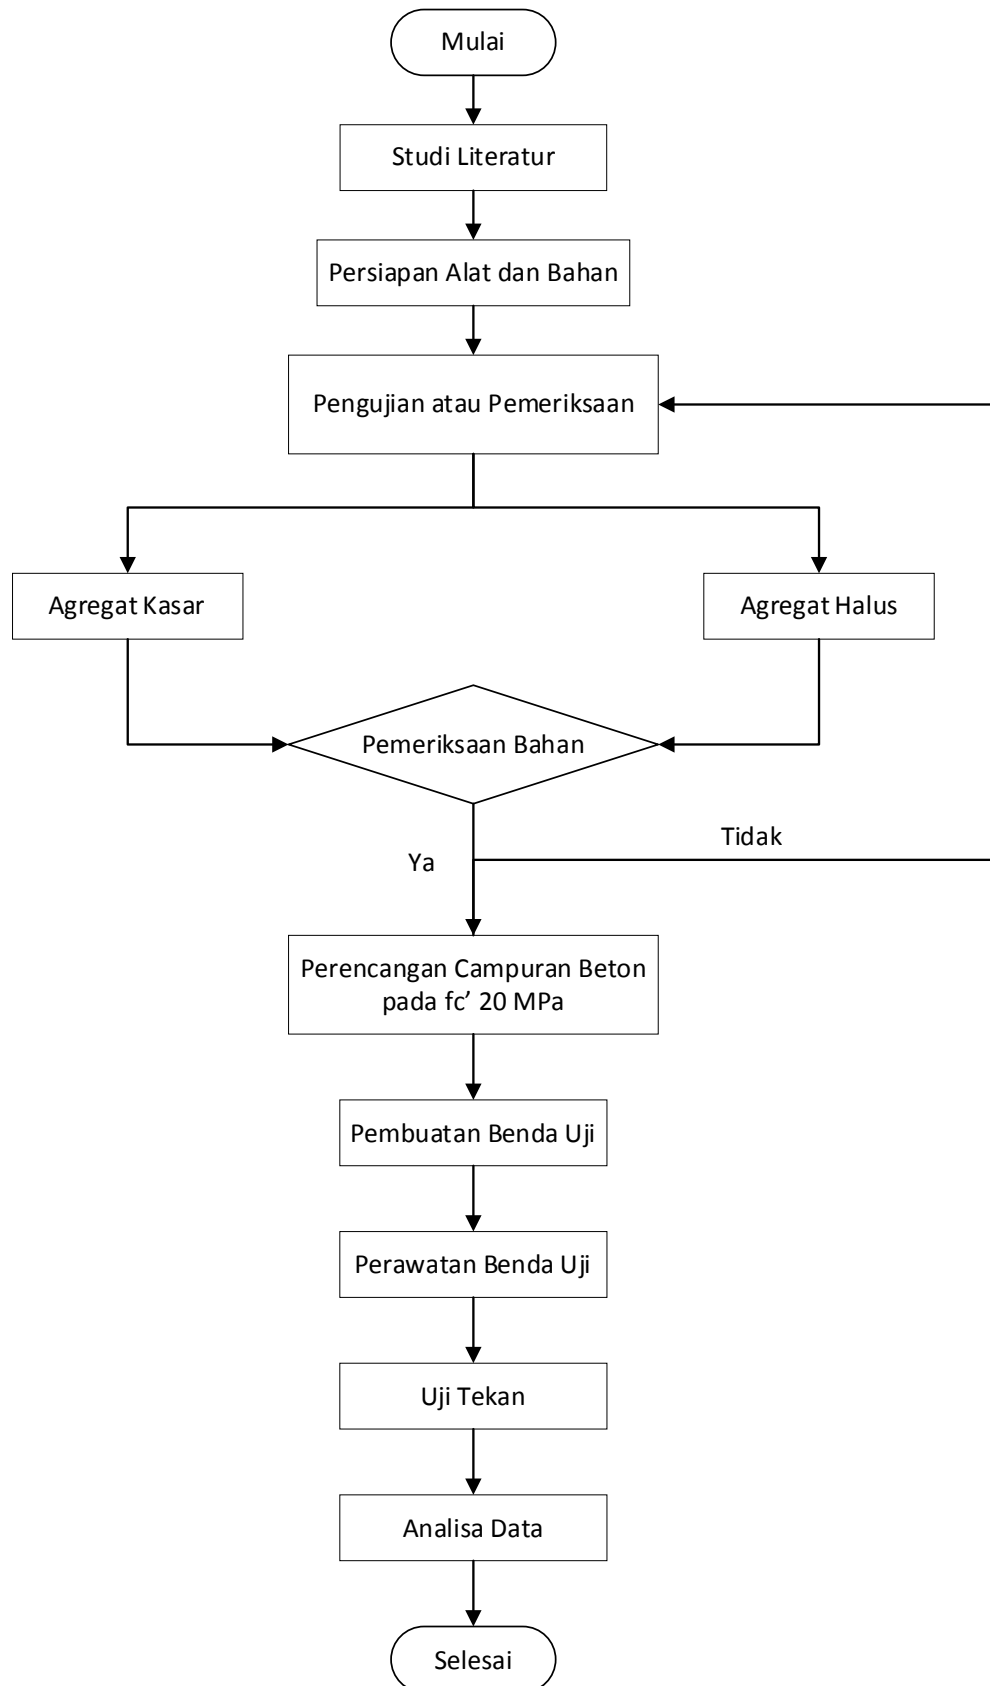 Mulai
Studi Literatur
Persiapan Alat dan Bahan
Pengujian atau Pemeriksaan
Agregat Kasar
Agregat Halus
Pemeriksaan Bahan
Tidak
Ya
Perencangan Campuran Beton
pada fc’ 20 MPa
Pembuatan Benda Uji
Perawatan Benda Uji
Uji Tekan
Analisa Data
Selesai